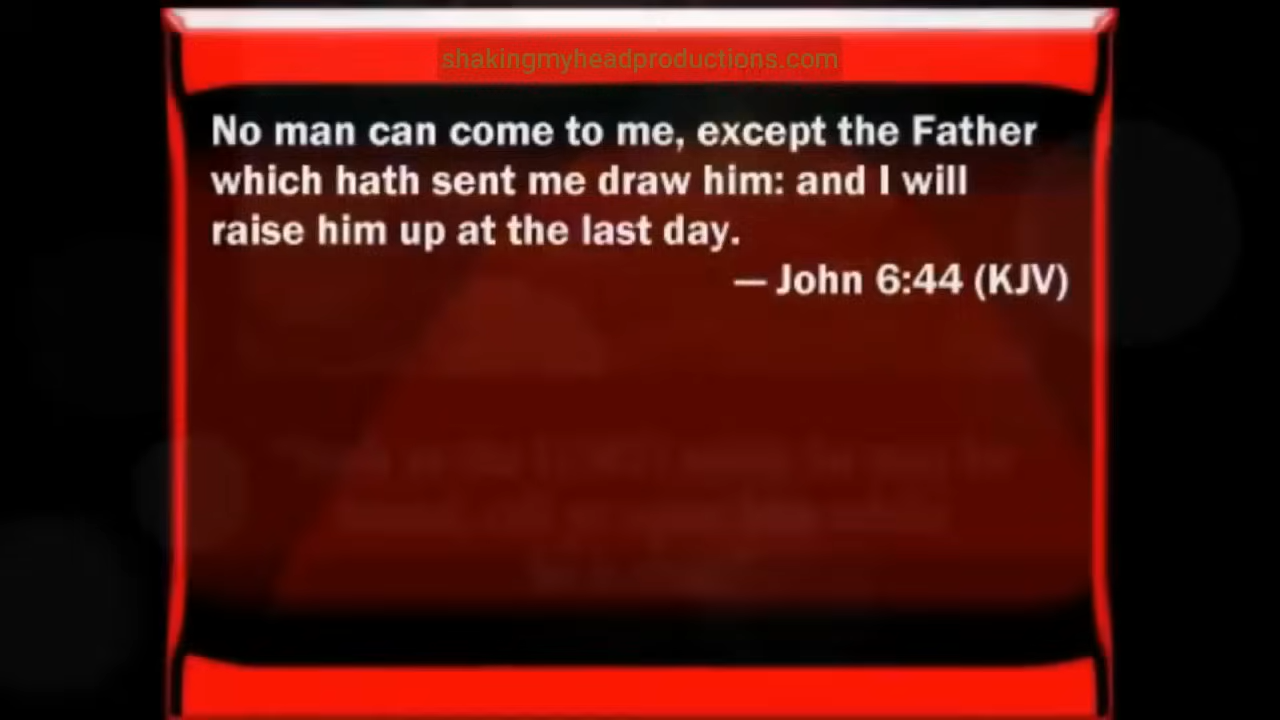 shakingmyheadproductions.com
No man can come to me, except the Father
which hath sent me draw him: and I will
raise him up at the last day.
— John 6:44 (KJV)